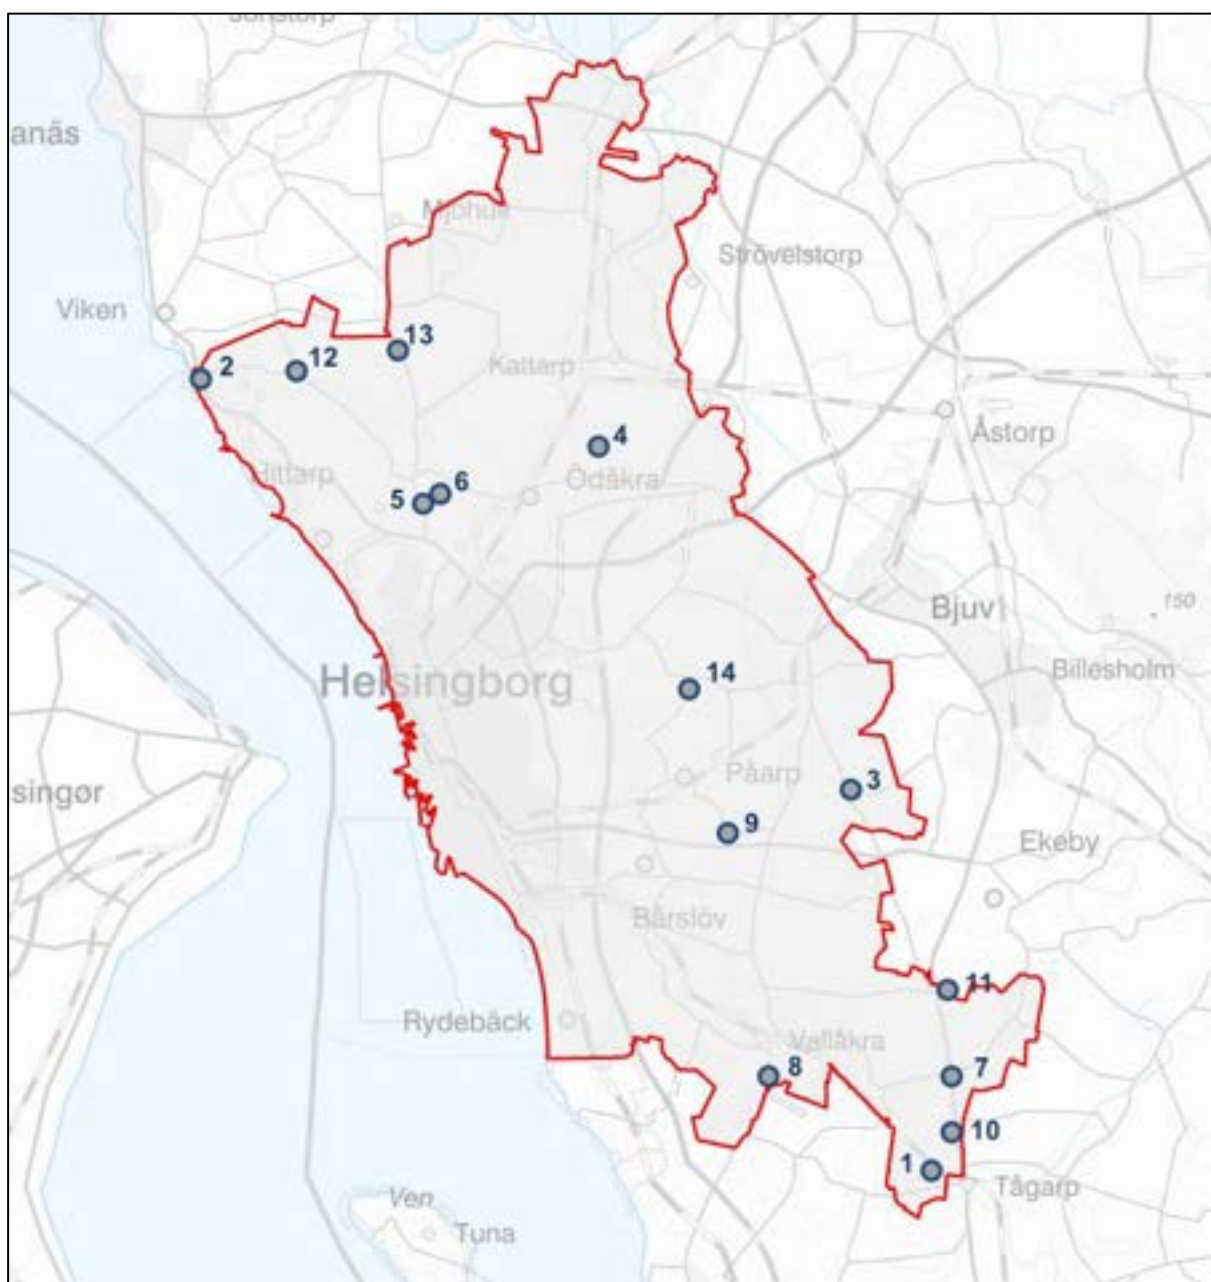 Jonstorp
anäs
Mjöhult
Strövelstorp
Viken
13
12
2
Kattarp
4
Åstorp
Hittarp
6
Ödåkra
5
Bjuv
150
Billesholm
Helsingborg
14
Påarp
3
singør
9
Ekeby
Bårslöv
11
Rydebäck
Vallåkra
8
7
10
1
Tågarp
Ven
Tuna